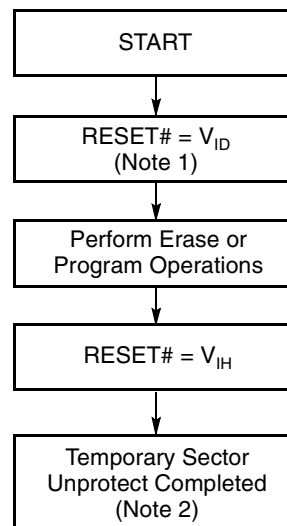 START
RESET# = V_ID
(Note 1)
Perform Erase or
Program Operations
RESET# = V_IH
Temporary Sector
Unprotect Completed
(Note 2)